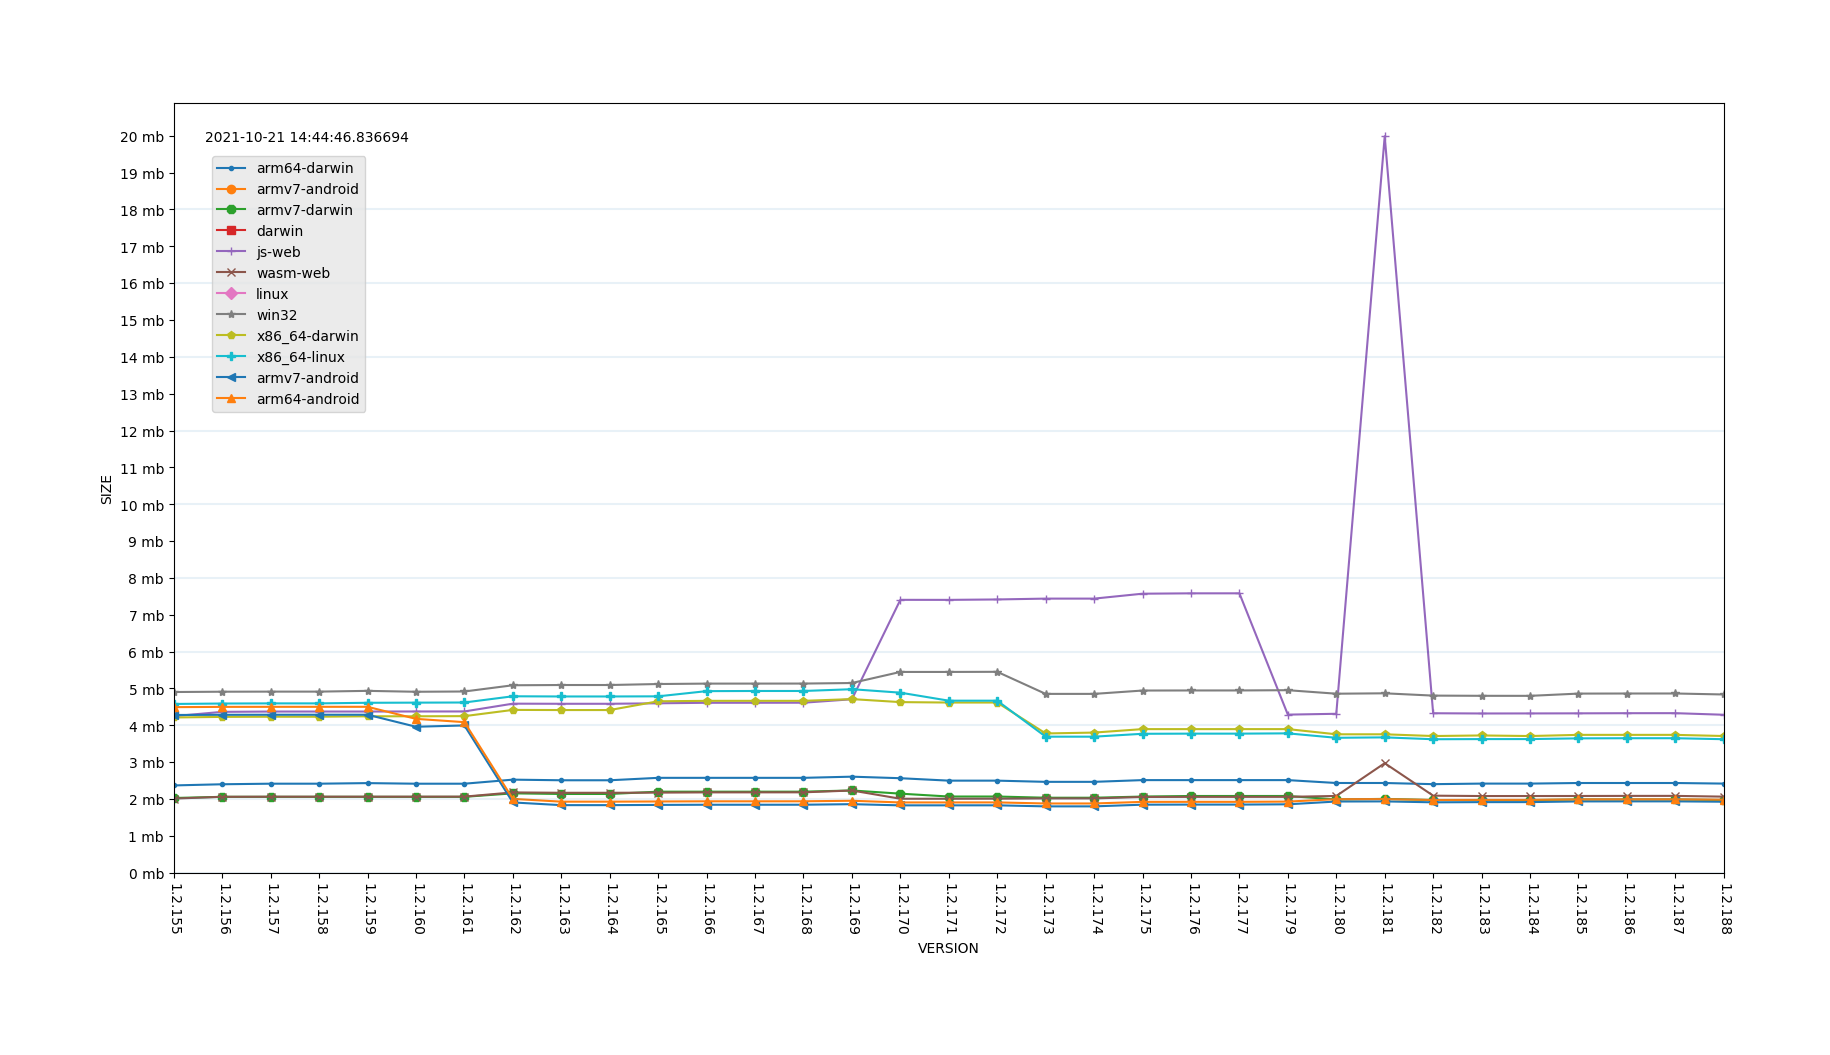 2021-10-21 14:44:46.836694
arm64-darwin
armv7-android
armv7-darwin
darwin
js-web
wasm-web
linux
win32
x86_64-darwin
x86_64-linux
armv7-android
arm64-android
20 mb
19 mb
18 mb
17 mb
16 mb
15 mb
14 mb
13 mb
12 mb
11 mb
10 mb
9 mb
8 mb
7 mb
6 mb
5 mb
4 mb
3 mb
2 mb
1 mb
0 mb
SIZE
1.2.155
1.2.156
1.2.157
1.2.158
1.2.159
1.2.160
1.2.161
1.2.162
1.2.163
1.2.164
1.2.165
1.2.166
1.2.167
1.2.168
1.2.169
1.2.170
1.2.171
1.2.172
1.2.173
1.2.174
1.2.175
1.2.176
1.2.177
1.2.179
1.2.180
1.2.181
1.2.182
1.2.183
1.2.184
1.2.185
1.2.186
1.2.187
1.2.188
VERSION